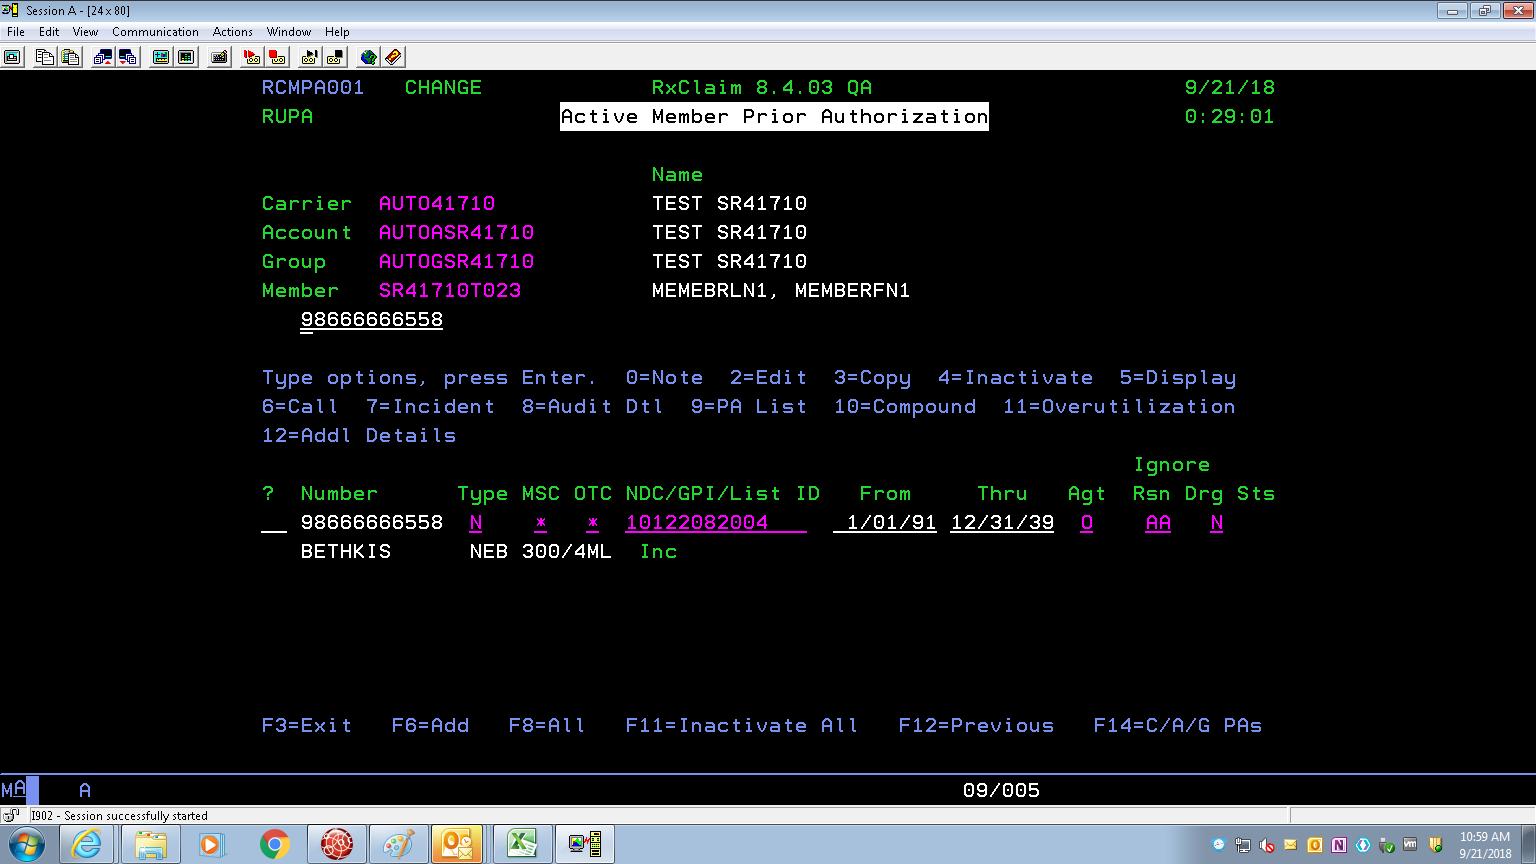 Session A - [24 x 80]
File Edit View Communication Actions Window Help
RCMPA001 CHANGE RxClaim 8.4.03 QA 9/21/18
RUPA Active Member Prior Authorization 0:29:01
Name
Carrier AUTO41710 TEST SR41710
Account AUTOASR41710 TEST SR41710
Group AUTOGSR41710 TEST SR41710
Member SR41710T023 MEMEBRLN1, MEMBERFN1
98666666558
Type options, press Enter. 0=Note 2=Edit 3=Copy 4=Inactivate 5=Display
6=Call 7=Incident 8=Audit Dtl 9=PA List 10=Compound 11=Overutilization
12=Addl Details
Ignore
? Number Type MSC OTC NDC/GPI/List ID From Thru Agt Rsn Drg Sts
98666666558 N * * 10122082004 1/01/91 12/31/39 O AA N
BETHKIS NEB 300/4ML Inc
F3=Exit F6=Add F8=All F11=Inactivate All F12=Previous F14=C/A/G PAs
MA A 09/005
I902 - Session successfully started
10:59 AM
9/21/2018